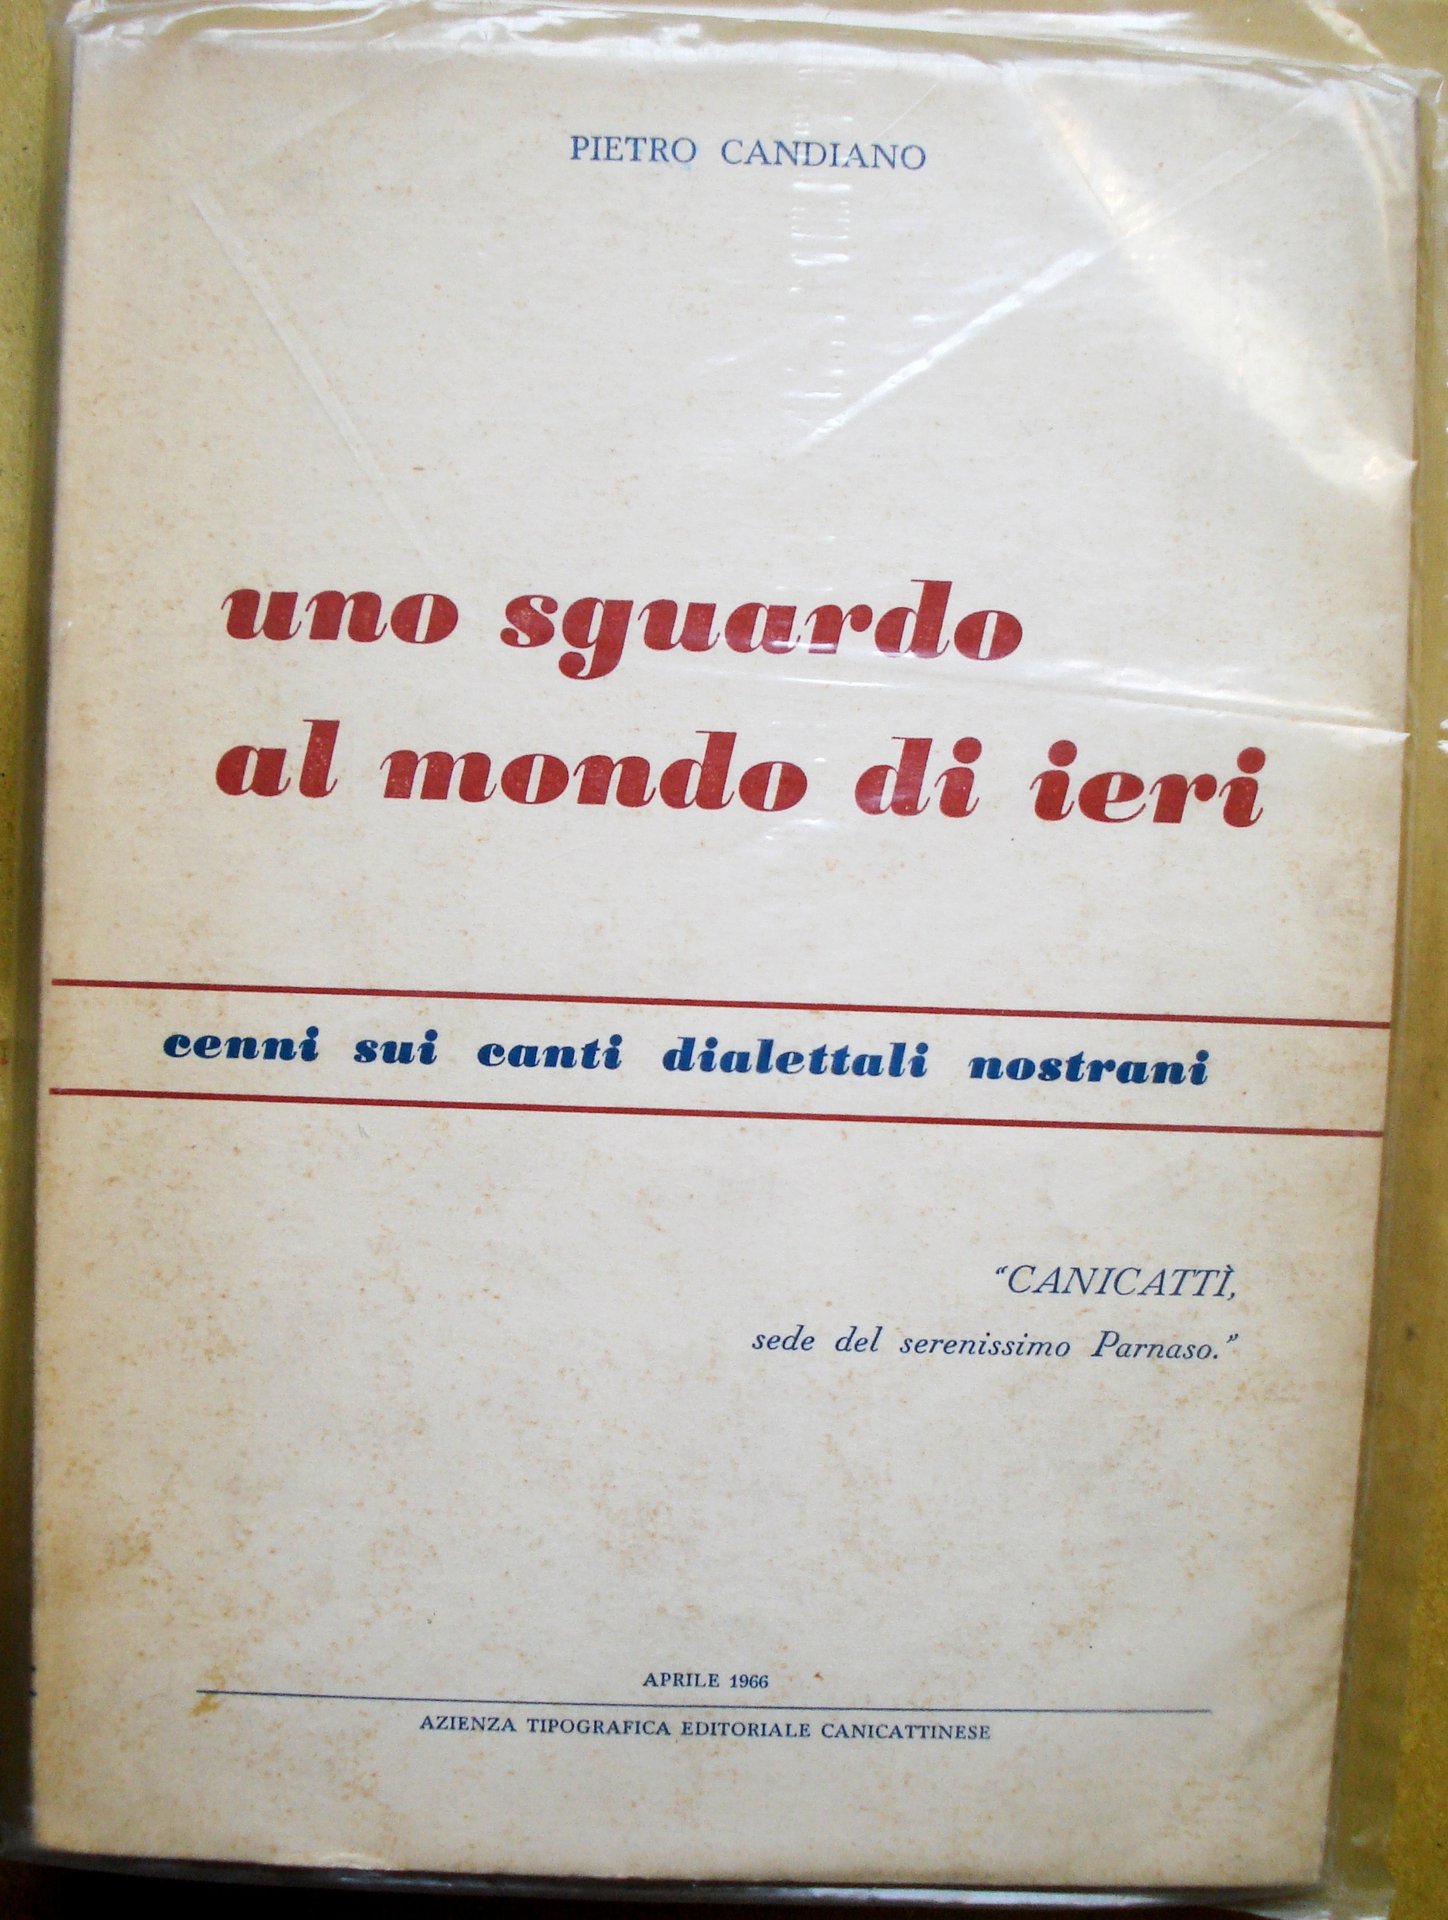 PIETRO CANDIANO
uno sguardo
al mondo di ieri
cenni sui canti dialettali nostrani
“CANICATTÌ,
sede del serenissimo Parnaso.”
APRILE 1966
AZIENZA TIPOGRAFICA EDITORIALE CANICATTINESE